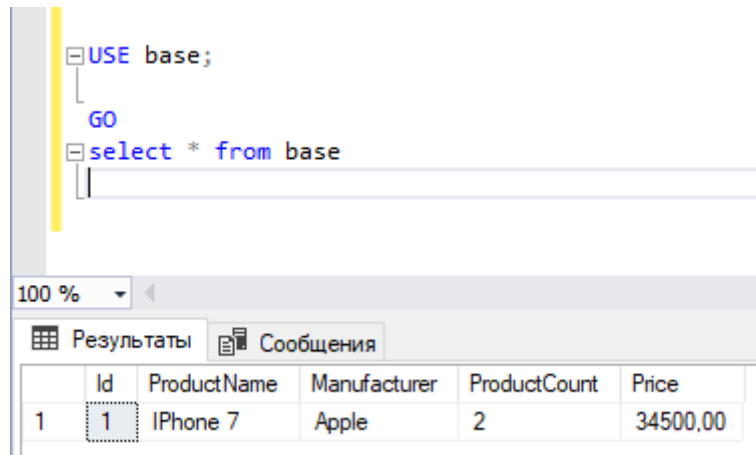 USE base;
GO
select * from base
100 %
Результаты Сообщения
Id ProductName Manufacturer ProductCount Price
1 1 IPhone 7 Apple 2 34500,00